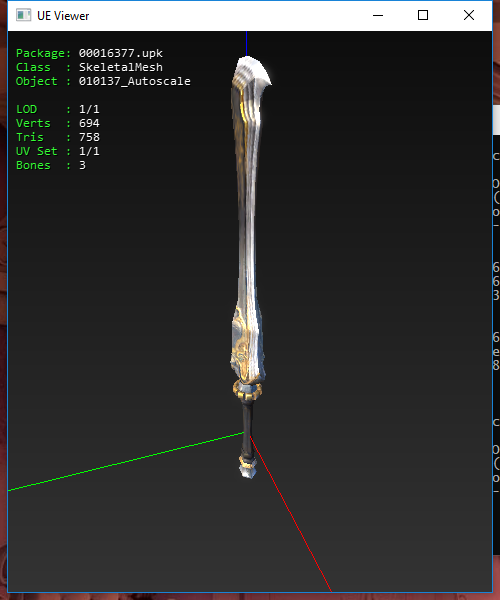 UE Viewer
Package: 00016377.upk
Class : SkeletalMesh
Object : 010137_Autoscale
LOD : 1/1
Verts : 694
Tris : 758
UV Set : 1/1
Bones : 3